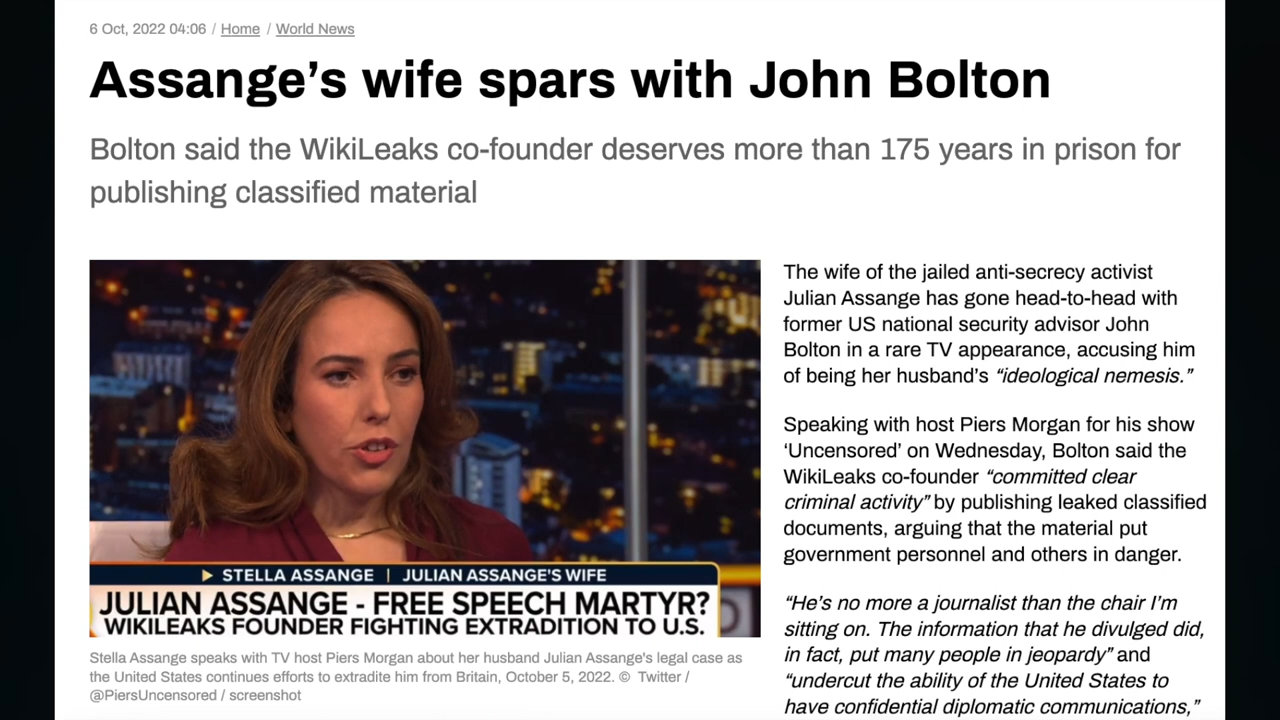 6 Oct, 2022 04:06 / Home / World News
Assange’s wife spars with John Bolton
Bolton said the WikiLeaks co-founder deserves more than 175 years in prison for
publishing classified material
▶ STELLA ASSANGE | JULIAN ASSANGE'S WIFE
JULIAN ASSANGE - FREE SPEECH MARTYR?
WIKILEAKS FOUNDER FIGHTING EXTRADITION TO U.S.
Stella Assange speaks with TV host Piers Morgan about her husband Julian Assange's legal case as
the United States continues efforts to extradite him from Britain, October 5, 2022. © Twitter /
@PiersUncensored / screenshot
The wife of the jailed anti-secrecy activist
Julian Assange has gone head-to-head with
former US national security advisor John
Bolton in a rare TV appearance, accusing him
of being her husband’s “ideological nemesis.”
Speaking with host Piers Morgan for his show
‘Uncensored’ on Wednesday, Bolton said the
WikiLeaks co-founder “committed clear
criminal activity” by publishing leaked classified
documents, arguing that the material put
government personnel and others in danger.
“He’s no more a journalist than the chair I’m
sitting on. The information that he divulged did,
in fact, put many people in jeopardy” and
“undercut the ability of the United States to
have confidential diplomatic communications,”